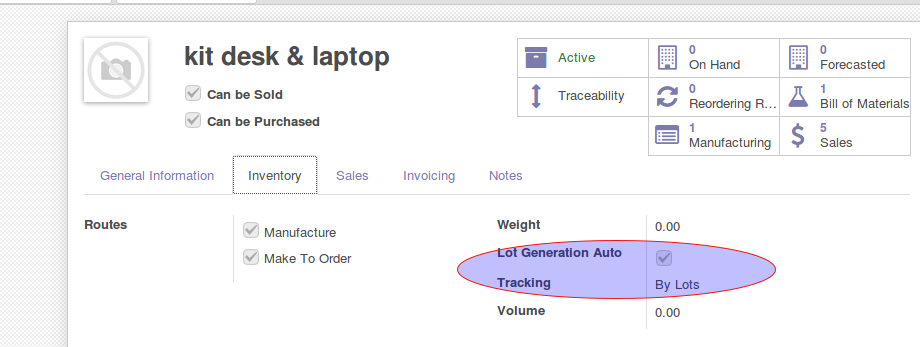 kit desk & laptop
Can be Sold
Can be Purchased
Active
0
On Hand
0
Forecasted
Traceability
0
Reordering R...
1
Bill of Materials
1
Manufacturing
5
Sales
General Information Inventory Sales Invoicing Notes
Routes
Manufacture
Make To Order
Weight 0.00
Lot Generation Auto
Tracking By Lots
Volume 0.00